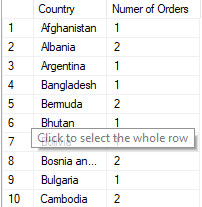 Country Numer of Orders
1 Afghanistan 1
2 Albania 2
3 Argentina 1
4 Bangladesh 1
5 Bermuda 2
6 Bhutan 1
7 Click to select the whole row
8 Bosnia an... 2
9 Bulgaria 1
10 Cambodia 2